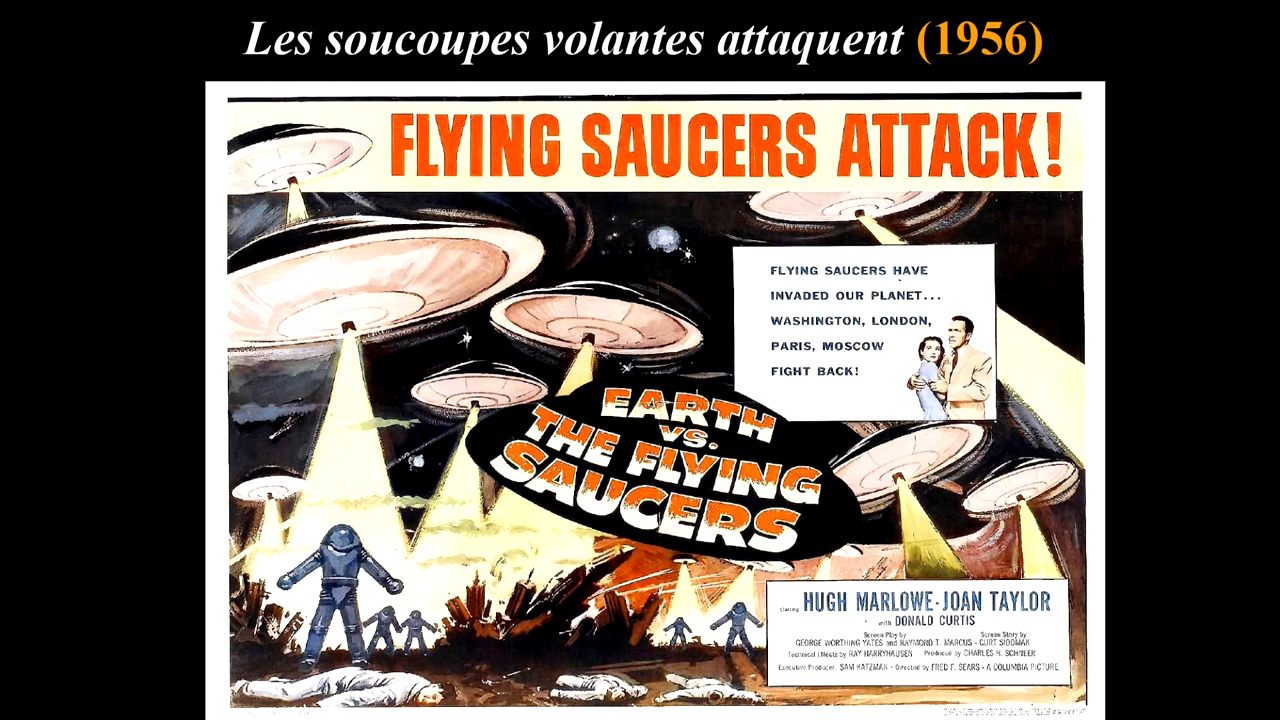 Les soucoupes volantes attaquent (1956)
FLYING SAUCERS ATTACK!
FLYING SAUCERS HAVE
INVADED OUR PLANET...
WASHINGTON, LONDON,
PARIS, MOSCOW
FIGHT BACK!
EARTH
VS.
THE FLYING
SAUCERS
starring HUGH MARLOWE · JOAN TAYLOR
with DONALD CURTIS
Screen Play by
GEORGE WORTHING YATES and RAYMOND T. MARCUS · Screen Story by CURT SIODMAK
Technical Effects by RAY HARRYHAUSEN Produced by CHARLES H. SCHNEER
Executive Producer, SAM KATZMAN · Directed by FRED F. SEARS · A COLUMBIA PICTURE